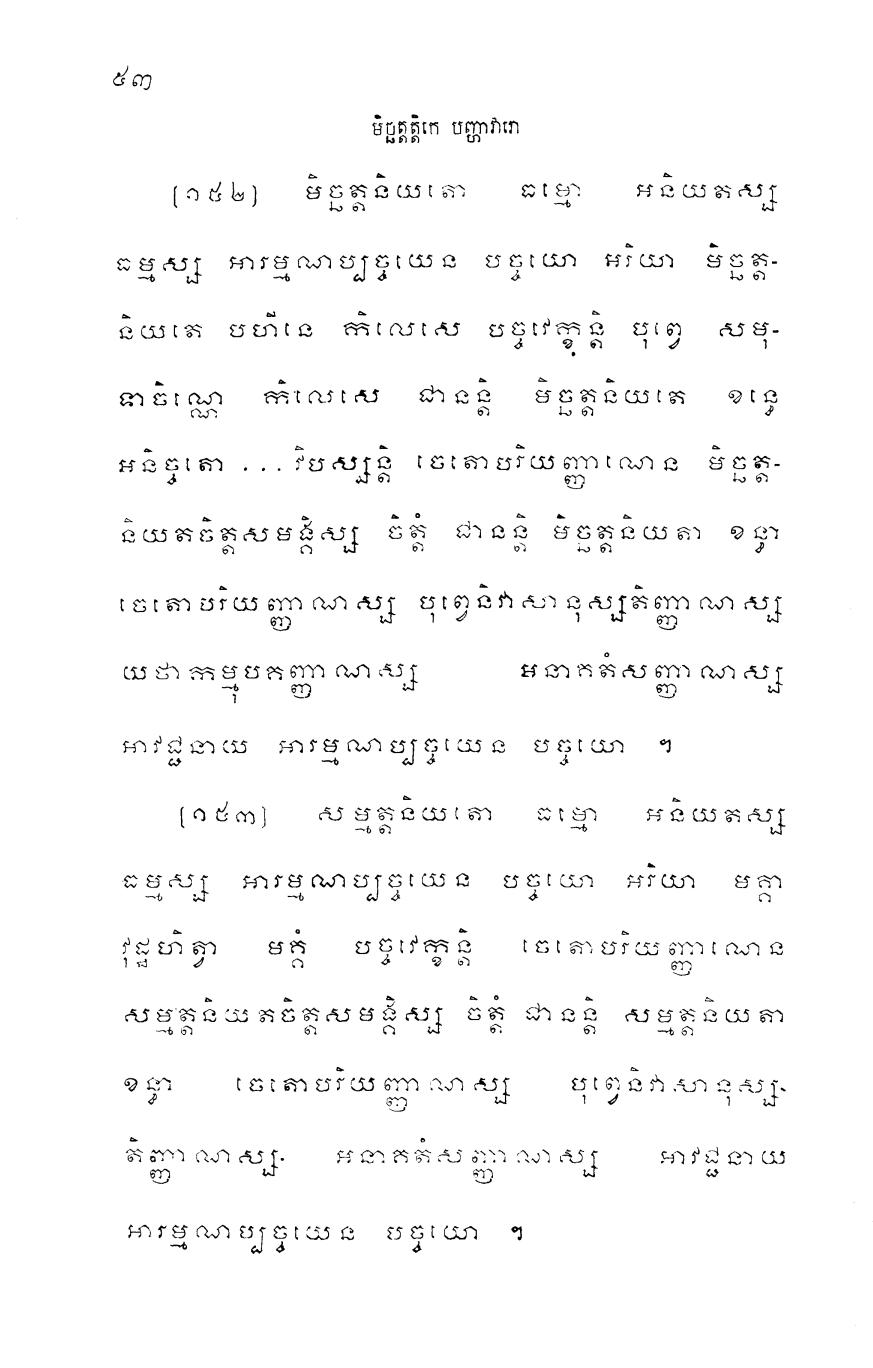 ៥៣
មិច្ឆត្តត្តិកេ បញ្ហាវារោ
[១៥២] មិច្ឆត្តនិយតោ ធម្មោ អនិយតស្ស
ធម្មស្ស អារម្មណប្បច្ចយេន បច្ចយោ អរិយា មិច្ឆត្ត-
និយតេ បហីនេ កិលេសេ បច្ចវេក្ខន្តិ បុព្វេ សមុ-
ទាចិណ្ណេ កិលេសេ ជានន្តិ មិច្ឆត្តនិយតេ ខន្ធេ
អនិច្ចតោ ... វិបស្សន្តិ ចេតោបរិយញ្ញាណេន មិច្ឆត្ត-
និយតចិត្តសមង្គិស្ស ចិត្តំ ជានន្តិ មិច្ឆត្តនិយតា ខន្ធា
ចេតោបរិយញ្ញាណស្ស បុព្វេនិវាសានុស្សតិញ្ញាណស្ស
យថាកម្មុបគញ្ញាណស្ស អនាគតំសញ្ញាណស្ស
អាវជ្ជនាយ អារម្មណប្បច្ចយេន បច្ចយោ ។
[១៥៣] សម្មត្តនិយតោ ធម្មោ អនិយតស្ស
ធម្មស្ស អារម្មណប្បច្ចយេន បច្ចយោ អរិយា មគ្គា
វុដ្ឋហិត្វា មគ្គំ បច្ចវេក្ខន្តិ ចេតោបរិយញ្ញាណេន
សម្មត្តនិយតចិត្តសមង្គិស្ស ចិត្តំ ជានន្តិ សម្មត្តនិយតា
ខន្ធា ចេតោបរិយញ្ញាណស្ស បុព្វេនិវាសានុស្ស-
តិញ្ញាណស្ស អនាគតំសញ្ញាណស្ស អាវជ្ជនាយ
អារម្មណប្បច្ចយេន បច្ចយោ ។